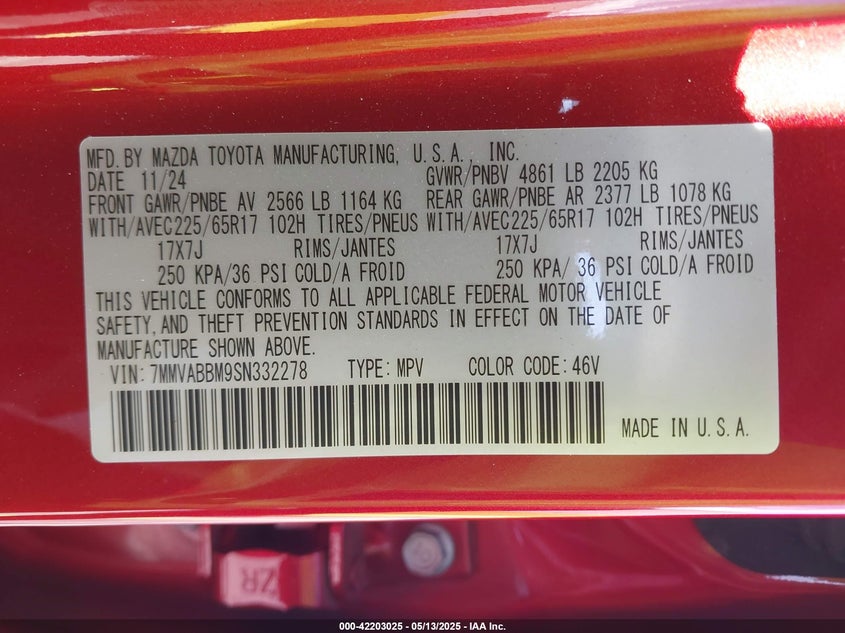 MFD. BY MAZDA TOYOTA MANUFACTURING, U.S.A., INC.
DATE 11/24 GVWR/PNBV 4861 LB 2205 KG
FRONT GAWR/PNBE AV 2566 LB 1164 KG REAR GAWR/PNBE AR 2377 LB 1078 KG
WITH/AVEC225/65R17 102H TIRES/PNEUS WITH/AVEC225/65R17 102H TIRES/PNEUS
17X7J RIMS/JANTES 17X7J RIMS/JANTES
250 KPA/36 PSI COLD/A FROID 250 KPA/ 36 PSI COLD/A FROID
THIS VEHICLE CONFORMS TO ALL APPLICABLE FEDERAL MOTOR VEHICLE
SAFETY, AND THEFT PREVENTION STANDARDS IN EFFECT ON THE DATE OF
MANUFACTURE SHOWN ABOVE.
VIN: 7MMVABBM9SN332278 TYPE: MPV COLOR CODE: 46V
MADE IN U.S.A.
ZR
000-42203025 - 05/13/2025 - IAA Inc.